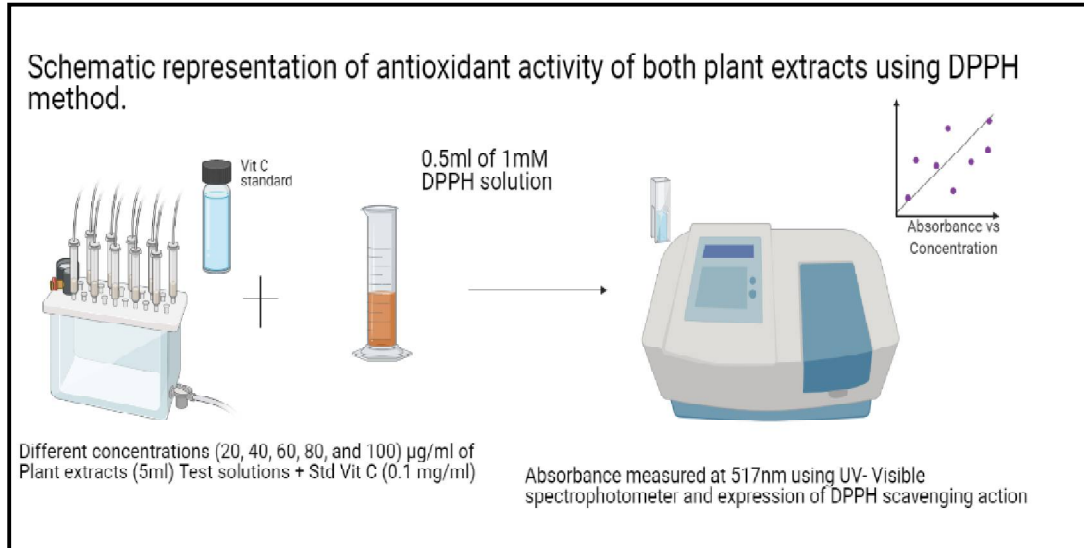 Schematic representation of antioxidant activity of both plant extracts using DPPH
method.
Vit C
standard
0.5ml of 1mM
DPPH solution
Absorbance vs
Concentration
Different concentrations (20, 40, 60, 80, and 100) μg/ml of
Plant extracts (5ml) Test solutions + Std Vit C (0.1 mg/ml)
Absorbance measured at 517nm using UV- Visible
spectrophotometer and expression of DPPH scavenging action